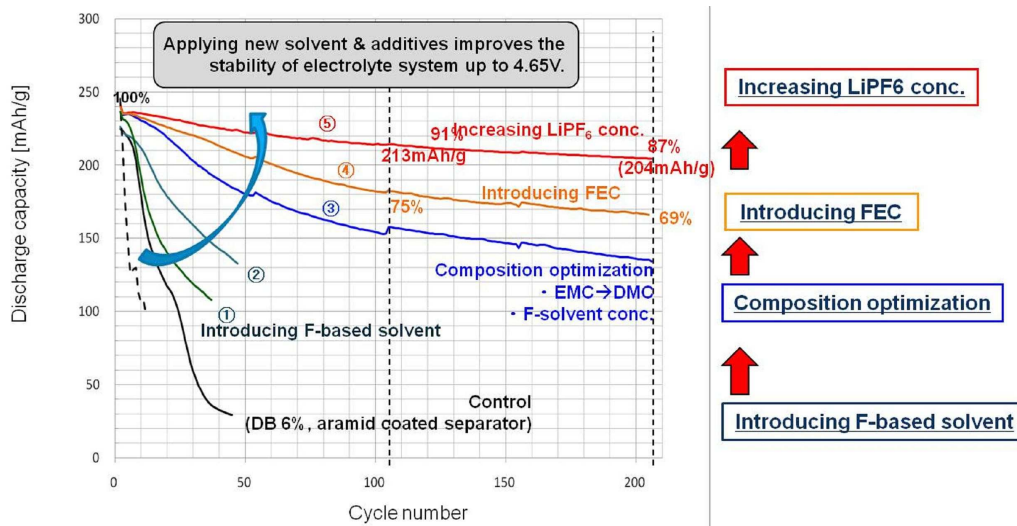 Applying new solvent & additives improves the
stability of electrolyte system up to 4.65V.
Discharge capacity [mAh/g]
300
250
200
150
100
50
0
100%
⑤
91%
Increasing LiPF₆ conc.
213mAh/g
87%
(204mAh/g)
④
Introducing FEC
75%
69%
③
Composition optimization
・ EMC→DMC
・ F-solvent conc.
②
①
Introducing F-based solvent
Control
(DB 6%, aramid coated separator)
0
50
100
150
200
Cycle number
Increasing LiPF6 conc.
Introducing FEC
Composition optimization
Introducing F-based solvent